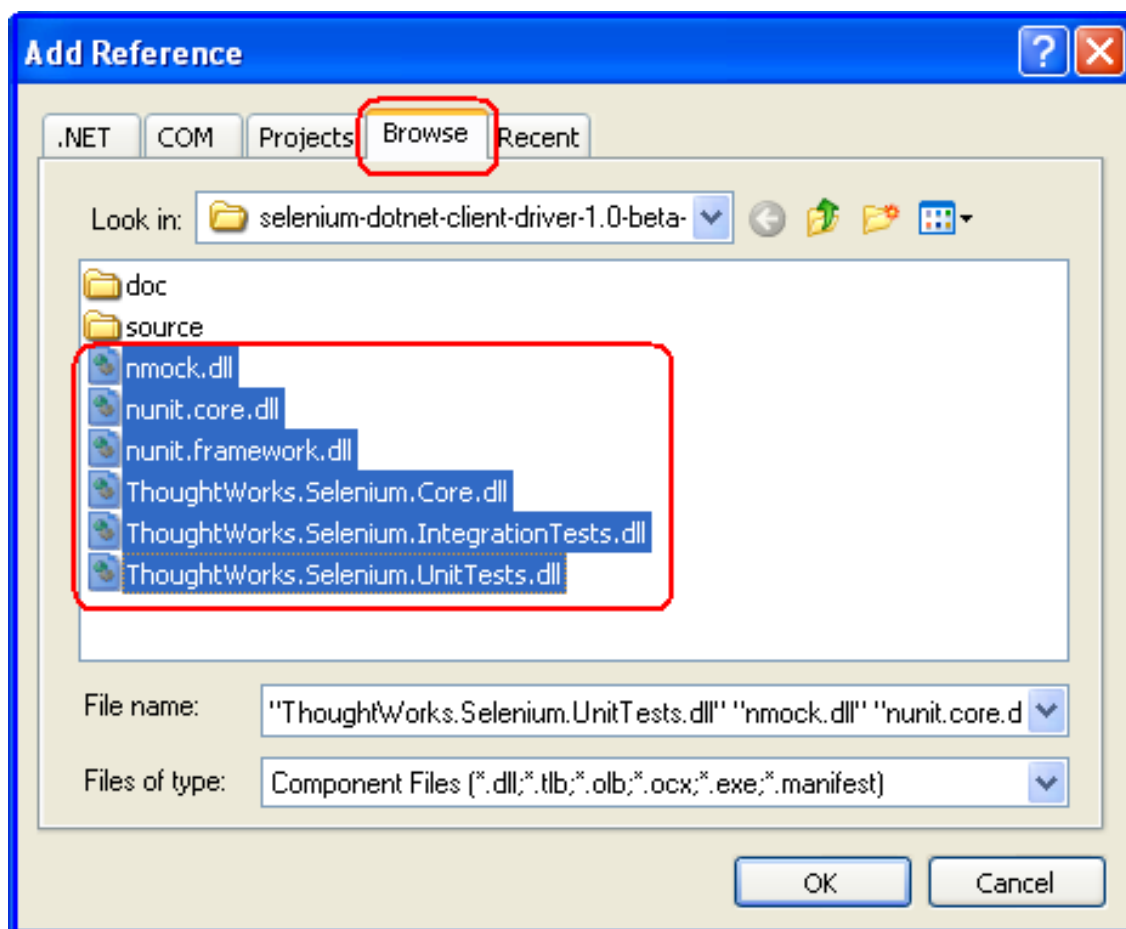 Add Reference
.NET COM Projects Browse Recent
Look in: selenium-dotnet-client-driver-1.0-beta-
doc
source
nmock.dll
nunit.core.dll
nunit.framework.dll
ThoughtWorks.Selenium.Core.dll
ThoughtWorks.Selenium.IntegrationTests.dll
ThoughtWorks.Selenium.UnitTests.dll
File name: "ThoughtWorks.Selenium.UnitTests.dll" "nmock.dll" "nunit.core.d
Files of type: Component Files (*.dll;*.tlb;*.olb;*.ocx;*.exe;*.manifest)
OK Cancel